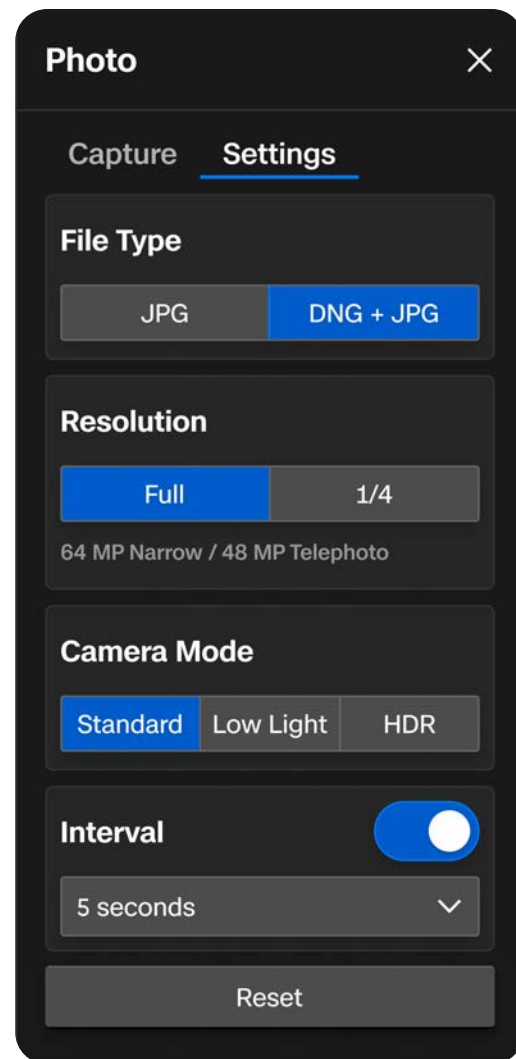 Photo
Capture Settings
File Type
JPG DNG + JPG
Resolution
Full 1/4
64 MP Narrow / 48 MP Telephoto
Camera Mode
Standard Low Light HDR
Interval
5 seconds
Reset